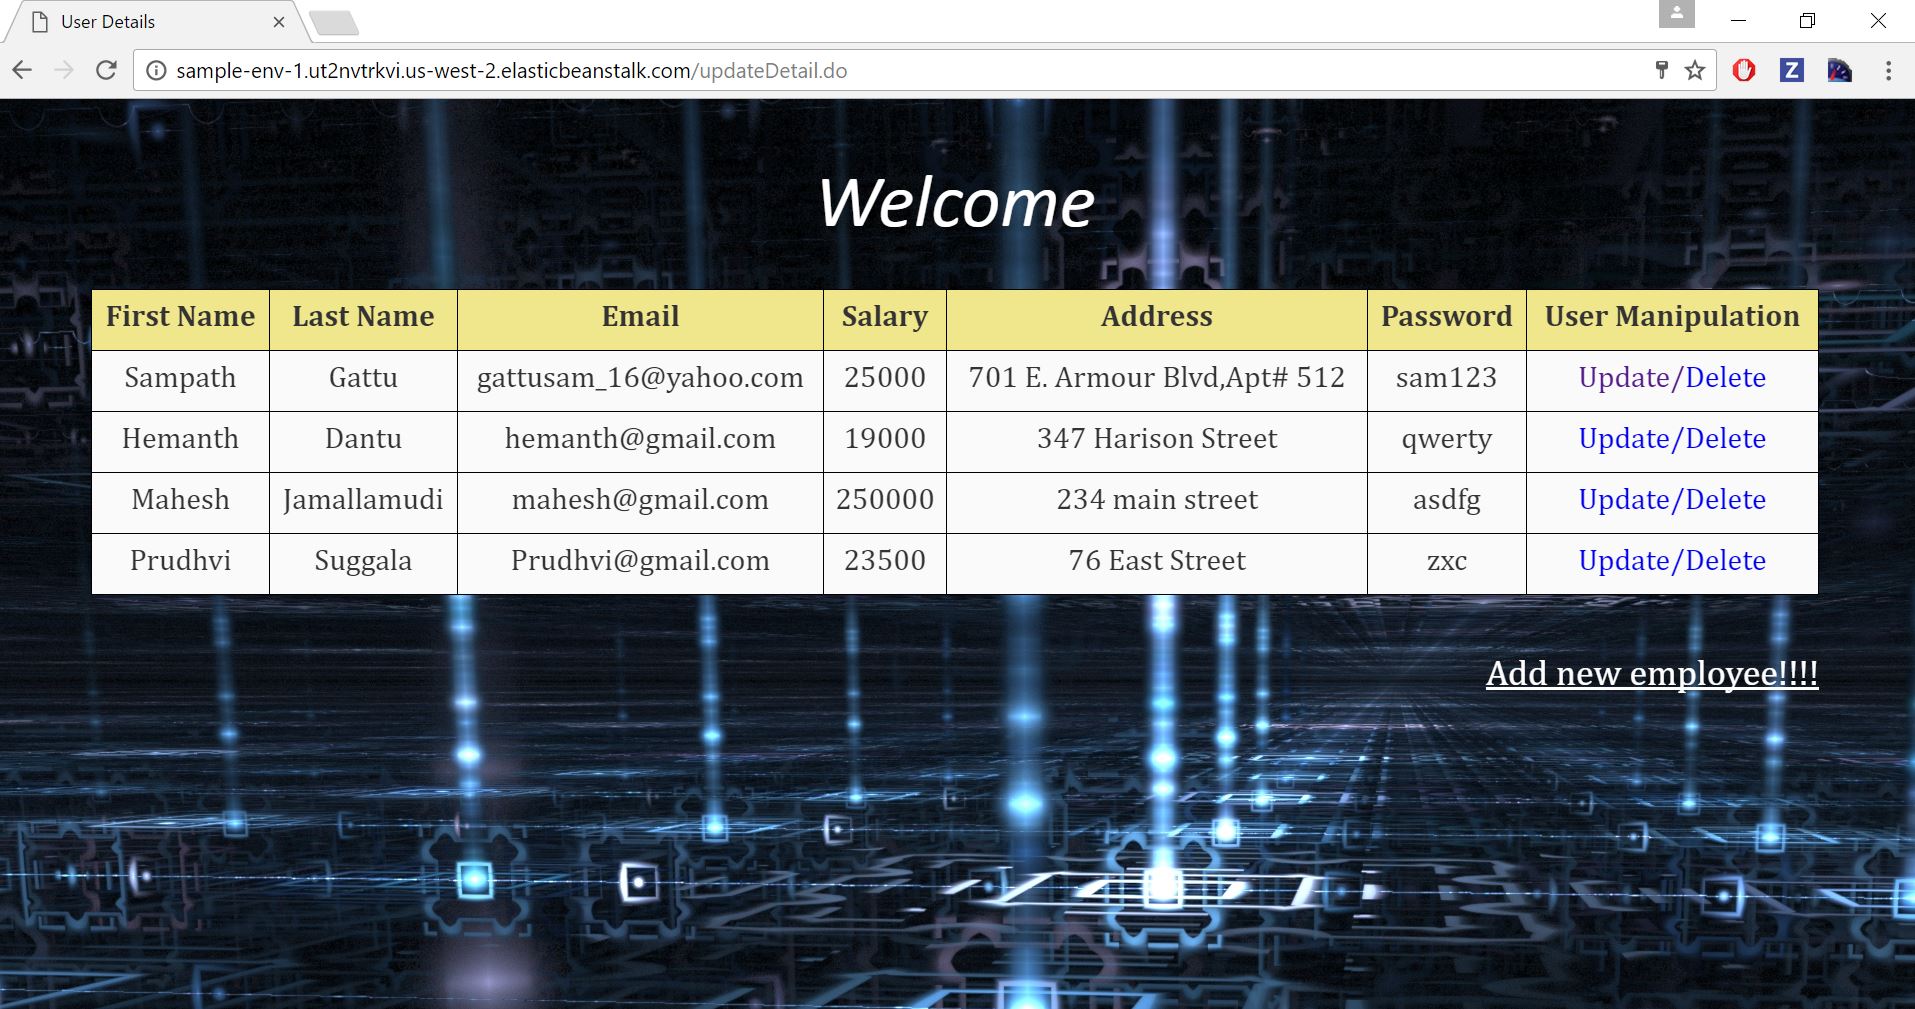 User Details
sample-env-1.ut2nvtrkvi.us-west-2.elasticbeanstalk.com/updateDetail.do
Z
Welcome
First Name Last Name Email Salary Address Password User Manipulation
Sampath Gattu gattusam_16@yahoo.com 25000 701 E. Armour Blvd,Apt# 512 sam123 Update/Delete
Hemanth Dantu hemanth@gmail.com 19000 347 Harison Street qwerty Update/Delete
Mahesh Jamallamudi mahesh@gmail.com 250000 234 main street asdfg Update/Delete
Prudhvi Suggala Prudhvi@gmail.com 23500 76 East Street zxc Update/Delete
Add new employee!!!!